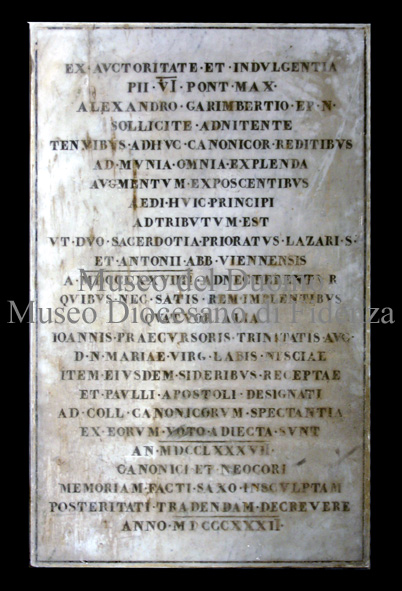 EX·AVCTORITATE·ET·INDVLGENTIA
PII·VI·PONT·MAX·
ALEXANDRO·GARIMBERTIO·EP·N·
SOLLICITE·ADNITENTE
TENVIBVS·ADHVC·CANONICOR·REDITIBVS
AD·MVNIA·OMNIA·EXPLENDA
AVGMENTVM·EXPOSCENTIBVS
AEDI·HVIC·PRINCIPI
ADTRIBVTVM·EST
VT·DVO·SACERDOTIA·PRIORATVS·LAZARI·S·
ET·ANTONII·ABB·VIENNENSIS
ADNECTERENTVR
Museo del Duomo
QVIBVS·NEC·SATIS·REM·IMPLENTIBVS
Museo Diocesano di Fidenza
QVATVOR·ALIA
IOANNIS·PRAECVRSORIS·TRINITATIS·AVG·
D·N·MARIAE·VIRG·LABIS·NESCIAE
ITEM·EIVSDEM·SIDERIBVS·RECEPTAE
ET·PAVLLI·APOSTOLI·DESIGNATI
AD·COLL·CANONICORVM·SPECTANTIA
EX·EORVM·VOTO·ADIECTA·SVNT
AN·MDCCLXXXVII·
CANONICI·ET·NEOCORI
MEMORIAM·FACTI·SAXO·INSCVLPTAM
POSTERITATI·TRADENDAM·DECREVERE
ANNO·MDCCCXXXII·